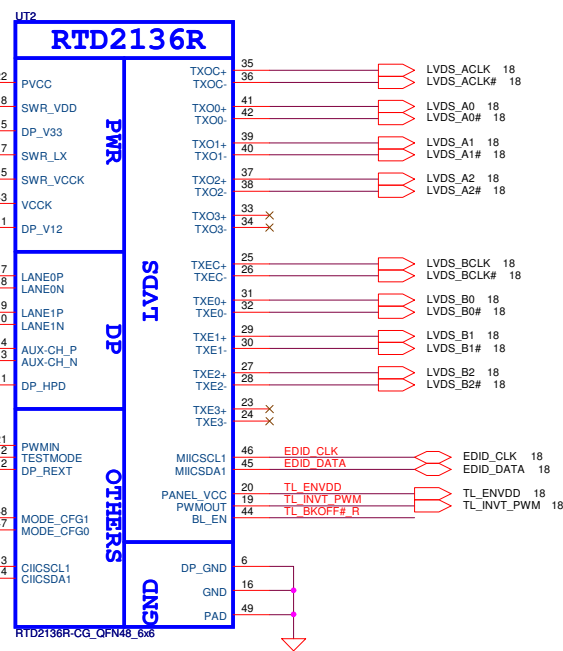 UT2
RTD2136R
PWR
2 PVCC
8 SWR_VDD
5 DP_V33
7 SWR_LX
5 SWR_VCCK
3 VCCK
1 DP_V12
DP
7 LANE0P
8 LANE0N
9 LANE1P
0 LANE1N
4 AUX-CH_P
3 AUX-CH_N
1 DP_HPD
OTHERS
21 PWMIN
2 TESTMODE
2 DP_REXT
8 MODE_CFG1
7 MODE_CFG0
3 CIICSCL1
4 CIICSDA1
LVDS
TXOC+ 35 LVDS_ACLK 18
TXOC- 36 LVDS_ACLK# 18
TXO0+ 41 LVDS_A0 18
TXO0- 42 LVDS_A0# 18
TXO1+ 39 LVDS_A1 18
TXO1- 40 LVDS_A1# 18
TXO2+ 37 LVDS_A2 18
TXO2- 38 LVDS_A2# 18
TXO3+ 33
TXO3- 34
TXEC+ 25 LVDS_BCLK 18
TXEC- 26 LVDS_BCLK# 18
TXE0+ 31 LVDS_B0 18
TXE0- 32 LVDS_B0# 18
TXE1+ 29 LVDS_B1 18
TXE1- 30 LVDS_B1# 18
TXE2+ 27 LVDS_B2 18
TXE2- 28 LVDS_B2# 18
TXE3+ 23
TXE3- 24
MIICSCL1 46 EDID_CLK EDID_CLK 18
MIICSDA1 45 EDID_DATA EDID_DATA 18
PANEL_VCC 20 TL_ENVDD TL_ENVDD 18
PWMOUT 19 TL_INVT_PWM TL_INVT_PWM 18
BL_EN 44 TL_BKOFF#_R
GND
DP_GND 6
GND 16
PAD 49
RTD2136R-CG_QFN48_6x6